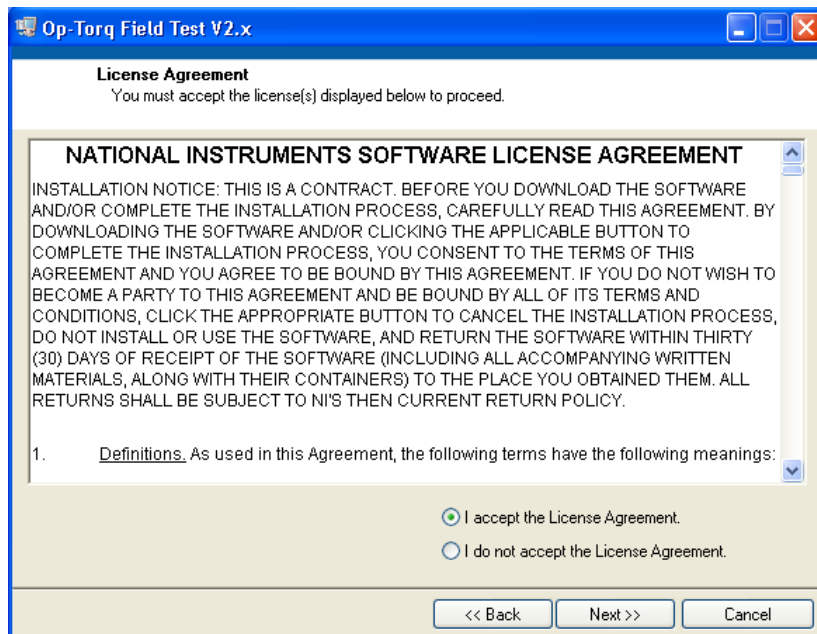 Op-Torq Field Test V2.x
License Agreement
You must accept the license(s) displayed below to proceed.
NATIONAL INSTRUMENTS SOFTWARE LICENSE AGREEMENT
INSTALLATION NOTICE: THIS IS A CONTRACT. BEFORE YOU DOWNLOAD THE SOFTWARE
AND/OR COMPLETE THE INSTALLATION PROCESS, CAREFULLY READ THIS AGREEMENT. BY
DOWNLOADING THE SOFTWARE AND/OR CLICKING THE APPLICABLE BUTTON TO
COMPLETE THE INSTALLATION PROCESS, YOU CONSENT TO THE TERMS OF THIS
AGREEMENT AND YOU AGREE TO BE BOUND BY THIS AGREEMENT. IF YOU DO NOT WISH TO
BECOME A PARTY TO THIS AGREEMENT AND BE BOUND BY ALL OF ITS TERMS AND
CONDITIONS, CLICK THE APPROPRIATE BUTTON TO CANCEL THE INSTALLATION PROCESS,
DO NOT INSTALL OR USE THE SOFTWARE, AND RETURN THE SOFTWARE WITHIN THIRTY
(30) DAYS OF RECEIPT OF THE SOFTWARE (INCLUDING ALL ACCOMPANYING WRITTEN
MATERIALS, ALONG WITH THEIR CONTAINERS) TO THE PLACE YOU OBTAINED THEM. ALL
RETURNS SHALL BE SUBJECT TO NI'S THEN CURRENT RETURN POLICY.
1. Definitions. As used in this Agreement, the following terms have the following meanings:
I accept the License Agreement.
I do not accept the License Agreement.
<< Back Next >> Cancel